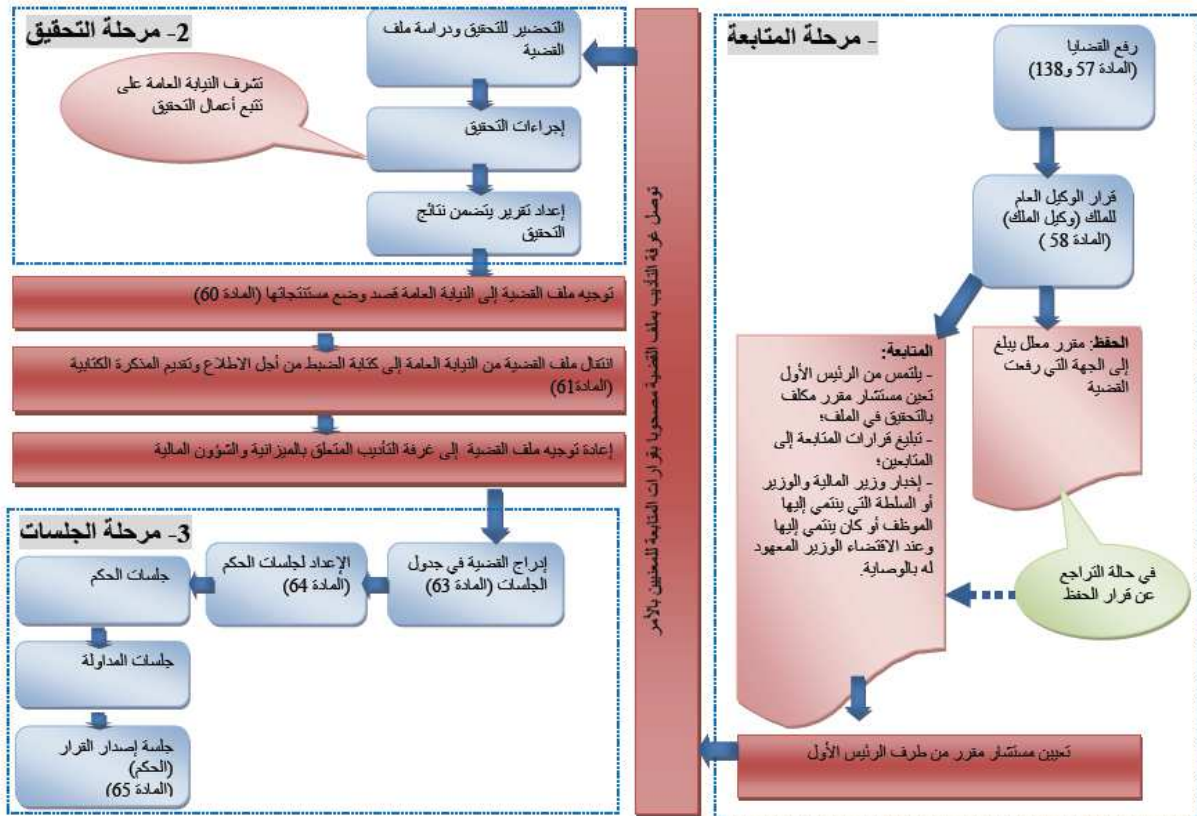 - مرحلة المتابعة
رفع القضايا
(المادة 57 و138)
قرار الوكيل العام
للملك (وكيل الملك)
(المادة 58 )
الحفظ: مقرر معلل يبلغ
إلى الجهة التي رفعت
القضية
المتابعة:
- يلتمس من الرئيس الأول
تعين مستشار مقرر مكلف
بالتحقيق في الملف؛
- تبليغ قرارات المتابعة إلى
المتابعين؛
- إخبار وزير المالية والوزير
أو السلطة التي ينتمي إليها
الموظف أو كان ينتمي إليها
وعند الاقتضاء الوزير المعهود
له بالوصاية.
في حالة التراجع
عن قرار الحفظ
تعيين مستشار مقرر من طرف الرئيس الأول
توصل غرفة التأديب بملف القضية مصحوبا بقرارات المتابعة للمعنيين بالأمر
2- مرحلة التحقيق
التحضير للتحقيق ودراسة ملف
القضية
تشرف النيابة العامة على
تتبع أعمال التحقيق
إجراءات التحقيق
إعداد تقرير يتضمن نتائج
التحقيق
توجيه ملف القضية إلى النيابة العامة قصد وضع مستنتجاتها (المادة 60)
انتقال ملف القضية من النيابة العامة إلى كتابة الضبط من أجل الاطلاع وتقديم المذكرة الكتابية
(المادة61)
إعادة توجيه ملف القضية إلى غرفة التأديب المتعلق بالميزانية والشؤون المالية
3- مرحلة الجلسات
إدراج القضية في جدول
الجلسات (المادة 63)
الإعداد لجلسات الحكم
(المادة 64)
جلسات الحكم
جلسات المداولة
جلسة إصدار القرار
(الحكم)
(المادة 65)